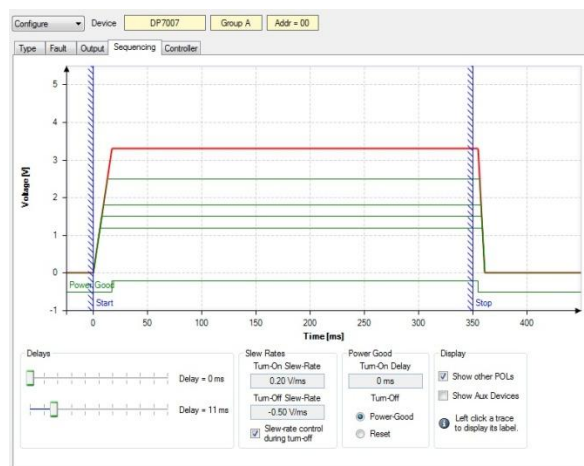 Configure Device DP7007 Group A Addr = 00
Type Fault Output Sequencing Controller
5
4
3
2
1
0
-1
Voltage [V]
Power Good
Start
Stop
0 50 100 150 200 250 300 350 400
Time [ms]
Delays
Delay = 0 ms
Delay = 11 ms
Slew Rates
Turn-On Slew-Rate
0.20 V/ms
Turn-Off Slew-Rate
-0.50 V/ms
Slew-rate control
during turn-off
Power Good
Turn-On Delay
0 ms
Turn-Off
Power-Good
Reset
Display
Show other POLs
Show Aux Devices
Left click a trace
to display its label.